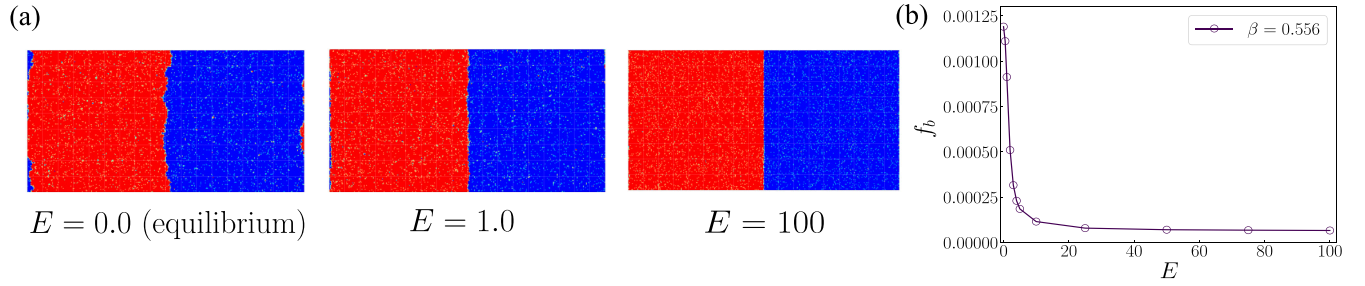 (a)
E = 0.0 (equilibrium)
E = 1.0
E = 100
(b)
0.00125
0.00100
0.00075
0.00050
0.00025
0.00000
f_b
β = 0.556
0 20 40 60 80 100
E